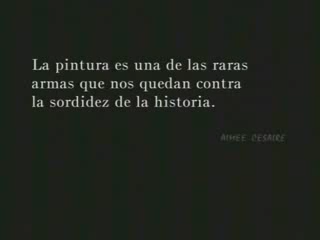 La pintura es una de las raras
armas que nos quedan contra
la sordidez de la historia.
AIMEE CESAIRE